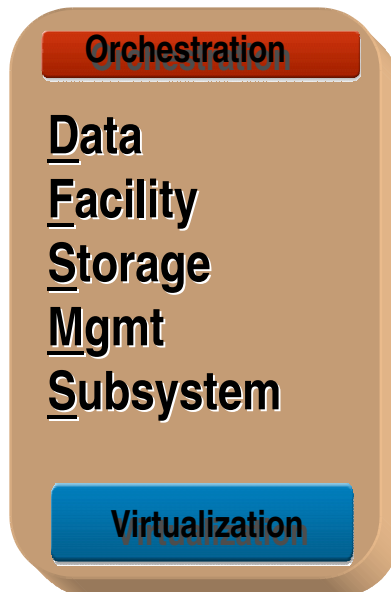 Orchestration
Data
Facility
Storage
Mgmt
Subsystem
Virtualization